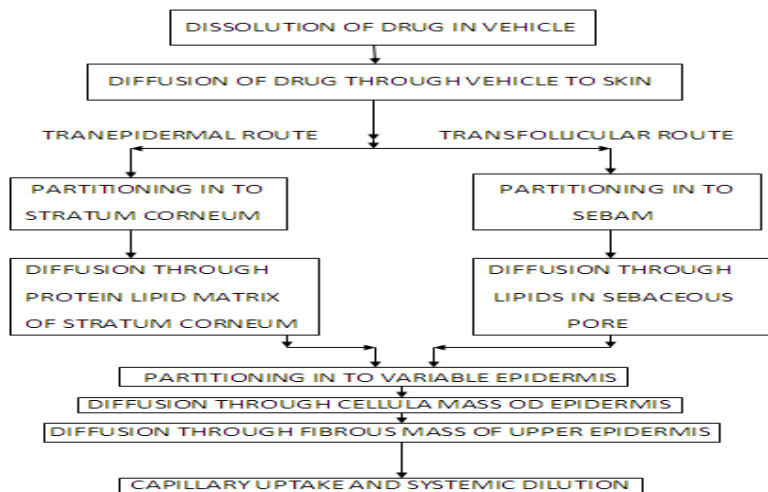 DISSOLUTION OF DRUG IN VEHICLE
DIFFUSION OF DRUG THROUGH VEHICLE TO SKIN
TRANEPIDERMAL ROUTE
TRANSFOLLICULAR ROUTE
PARTITIONING IN TO
STRATUM CORNEUM
PARTITIONING IN TO
SEBAM
DIFFUSION THROUGH
PROTEIN LIPID MATRIX
OF STRATUM CORNEUM
DIFFUSION THROUGH
LIPIDS IN SEBACEOUS
PORE
PARTITIONING IN TO VARIABLE EPIDERMIS
DIFFUSION THROUGH CELLULA MASS OD EPIDERMIS
DIFFUSION THROUGH FIBROUS MASS OF UPPER EPIDERMIS
CAPILLARY UPTAKE AND SYSTEMIC DILUTION